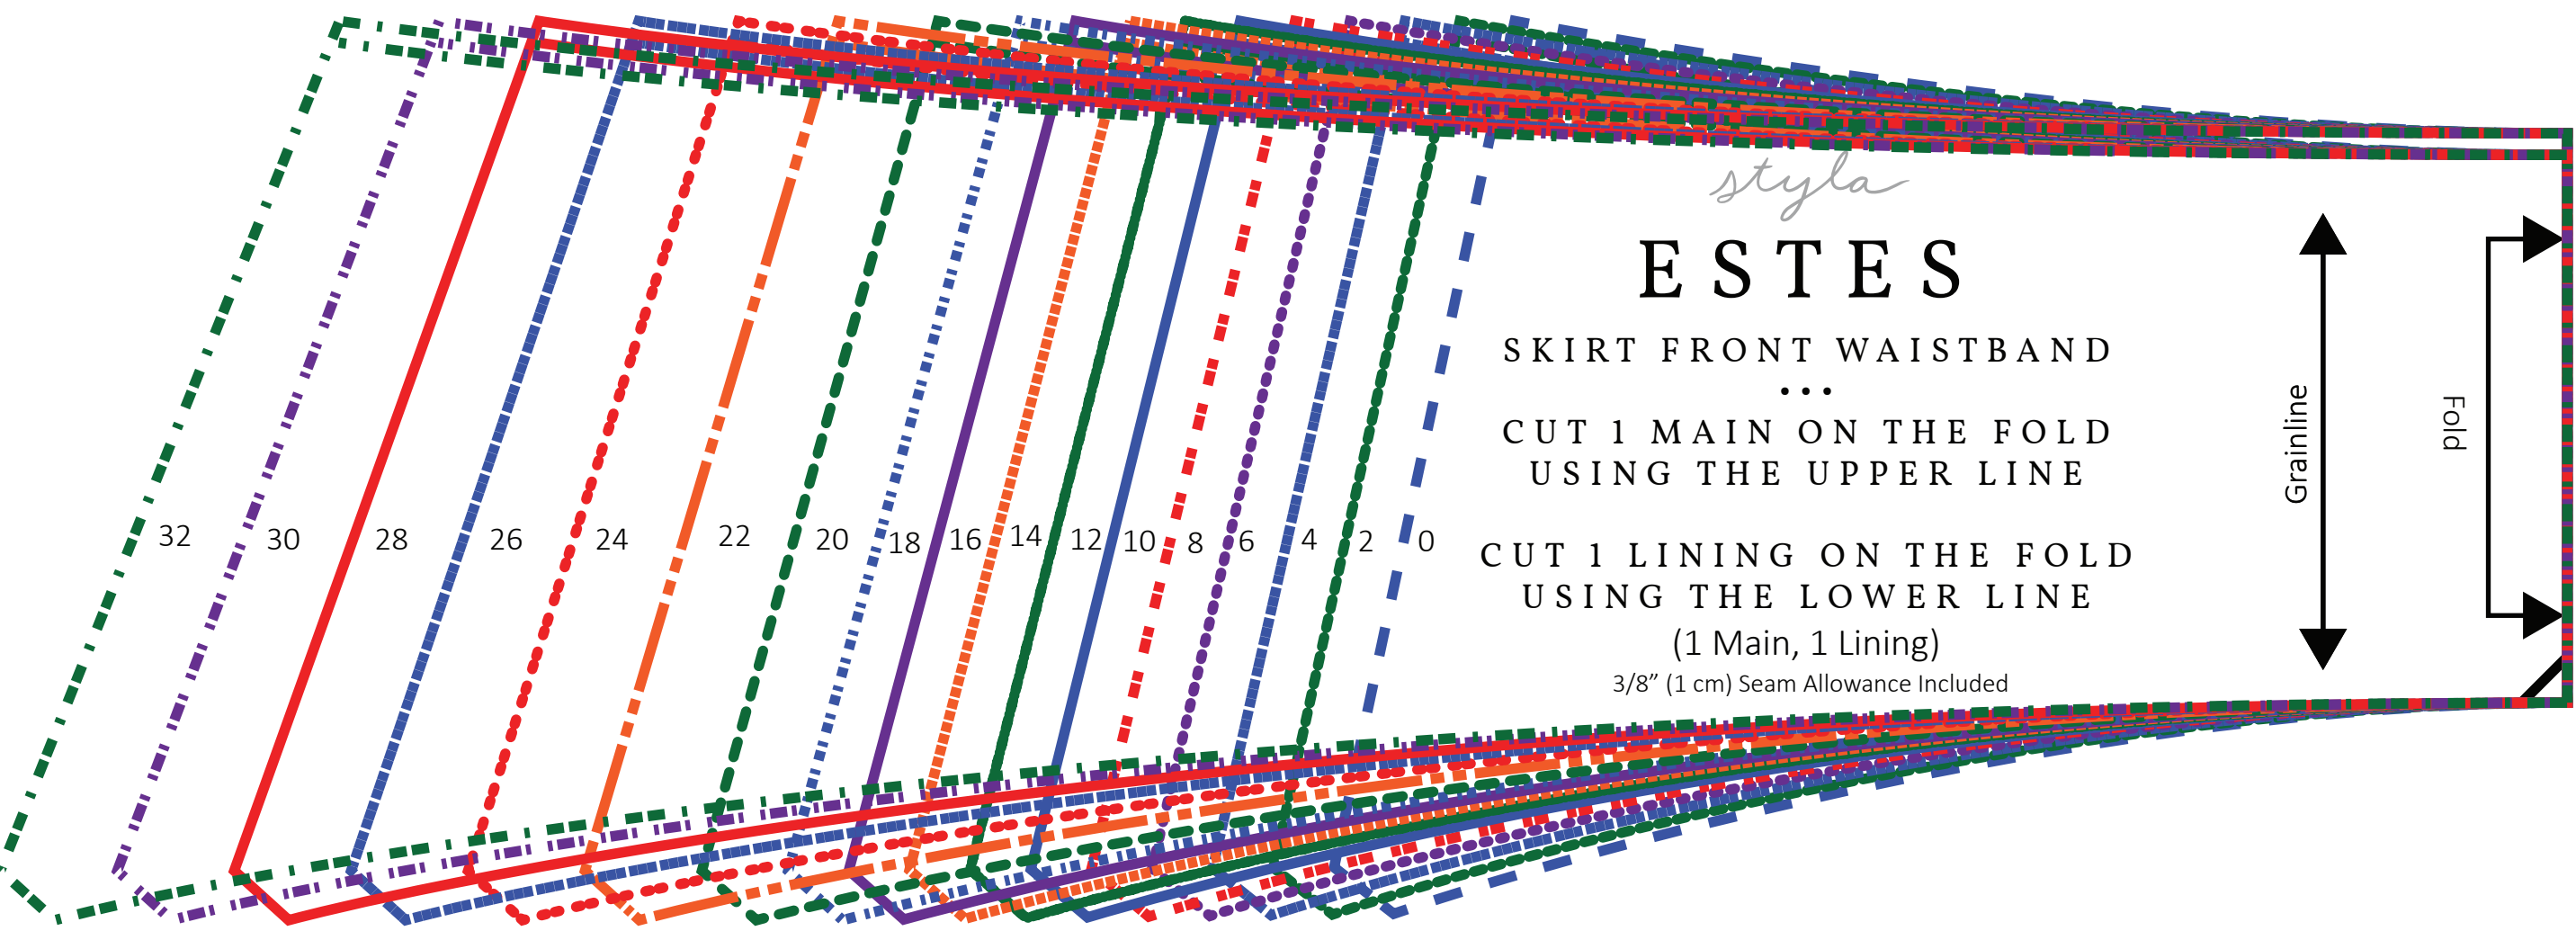 styla
ESTES
SKIRT FRONT WAISTBAND
...
CUT 1 MAIN ON THE FOLD
USING THE UPPER LINE
CUT 1 LINING ON THE FOLD
USING THE LOWER LINE
(1 Main, 1 Lining)
3/8” (1 cm) Seam Allowance Included
32 30 28 26 24 22 20 18 16 14 12 10 8 6 4 2 0
Grainline
Fold